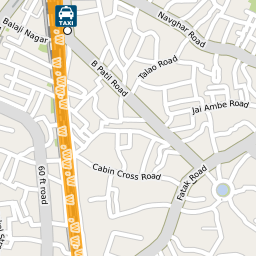 TAXI
Balaji Nagar
Navghar Road
B Patil Road
Talao Road
Jai Ambe Road
Cabin Cross Road
60 ft road
Fatak Road